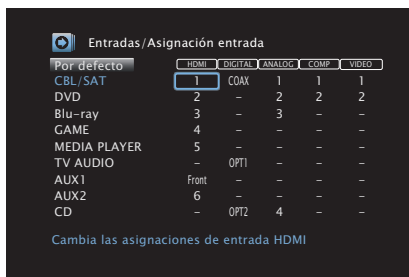 Entradas/Asignación entrada
Por defecto HDMI DIGITAL ANALOG COMP VIDEO
CBL/SAT 1 COAX 1 1 1
DVD 2 – 2 2 2
Blu-ray 3 – 3 – –
GAME 4 – – – –
MEDIA PLAYER 5 – – – –
TV AUDIO – OPT1 – – –
AUX1 Front – – – –
AUX2 6 – – – –
CD – OPT2 4 – –
Cambia las asignaciones de entrada HDMI